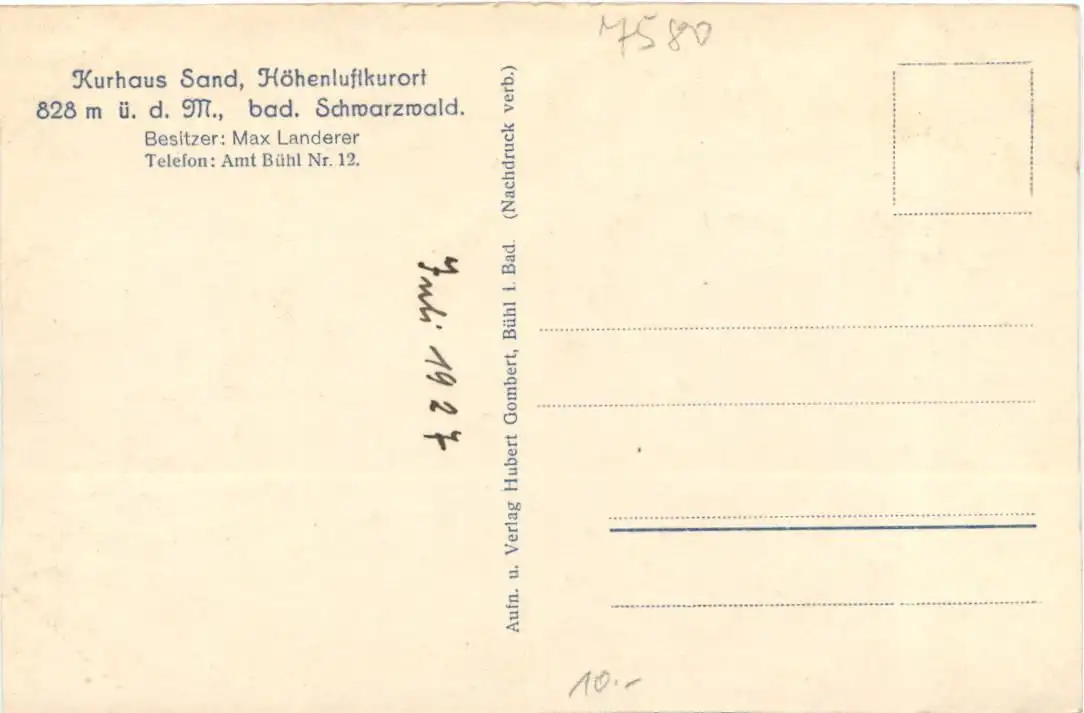 7580
Kurhaus Sand, Höhenluftkurort
828 m ü. d. M., bad. Schwarzwald.
Besitzer: Max Landerer
Telefon: Amt Bühl Nr. 12.
Juli 1927
Aufn. u. Verlag Hubert Gombert, Bühl i. Bad. (Nachdruck verb.)
10.-